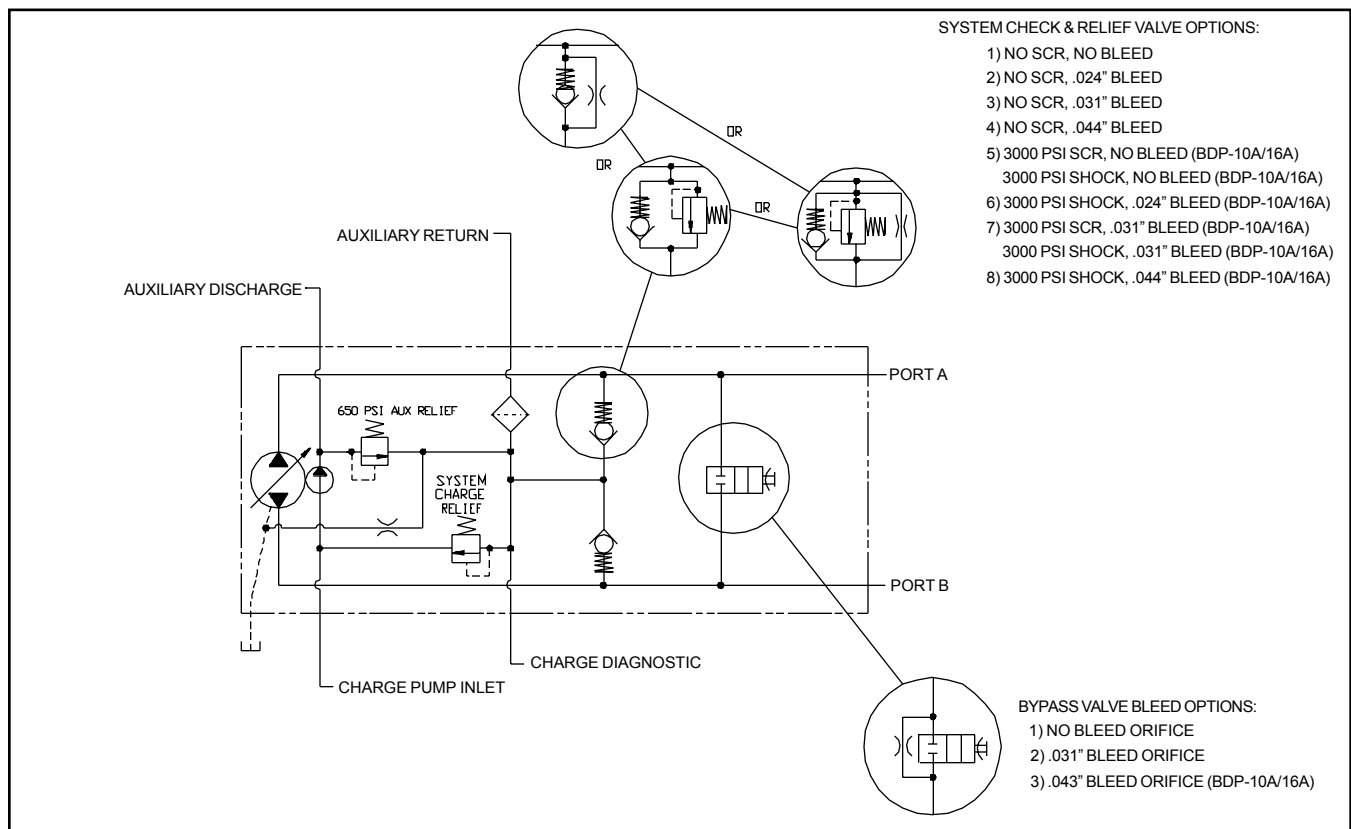 SYSTEM CHECK & RELIEF VALVE OPTIONS:
1) NO SCR, NO BLEED
2) NO SCR, .024” BLEED
3) NO SCR, .031” BLEED
4) NO SCR, .044” BLEED
5) 3000 PSI SCR, NO BLEED (BDP-10A/16A)
3000 PSI SHOCK, NO BLEED (BDP-10A/16A)
6) 3000 PSI SHOCK, .024” BLEED (BDP-10A/16A)
7) 3000 PSI SCR, .031” BLEED (BDP-10A/16A)
3000 PSI SHOCK, .031” BLEED (BDP-10A/16A)
8) 3000 PSI SHOCK, .044” BLEED (BDP-10A/16A)
OR
OR
OR
AUXILIARY RETURN
AUXILIARY DISCHARGE
PORT A
650 PSI AUX RELIEF
SYSTEM
CHARGE
RELIEF
PORT B
CHARGE DIAGNOSTIC
CHARGE PUMP INLET
BYPASS VALVE BLEED OPTIONS:
1) NO BLEED ORIFICE
2) .031” BLEED ORIFICE
3) .043” BLEED ORIFICE (BDP-10A/16A)